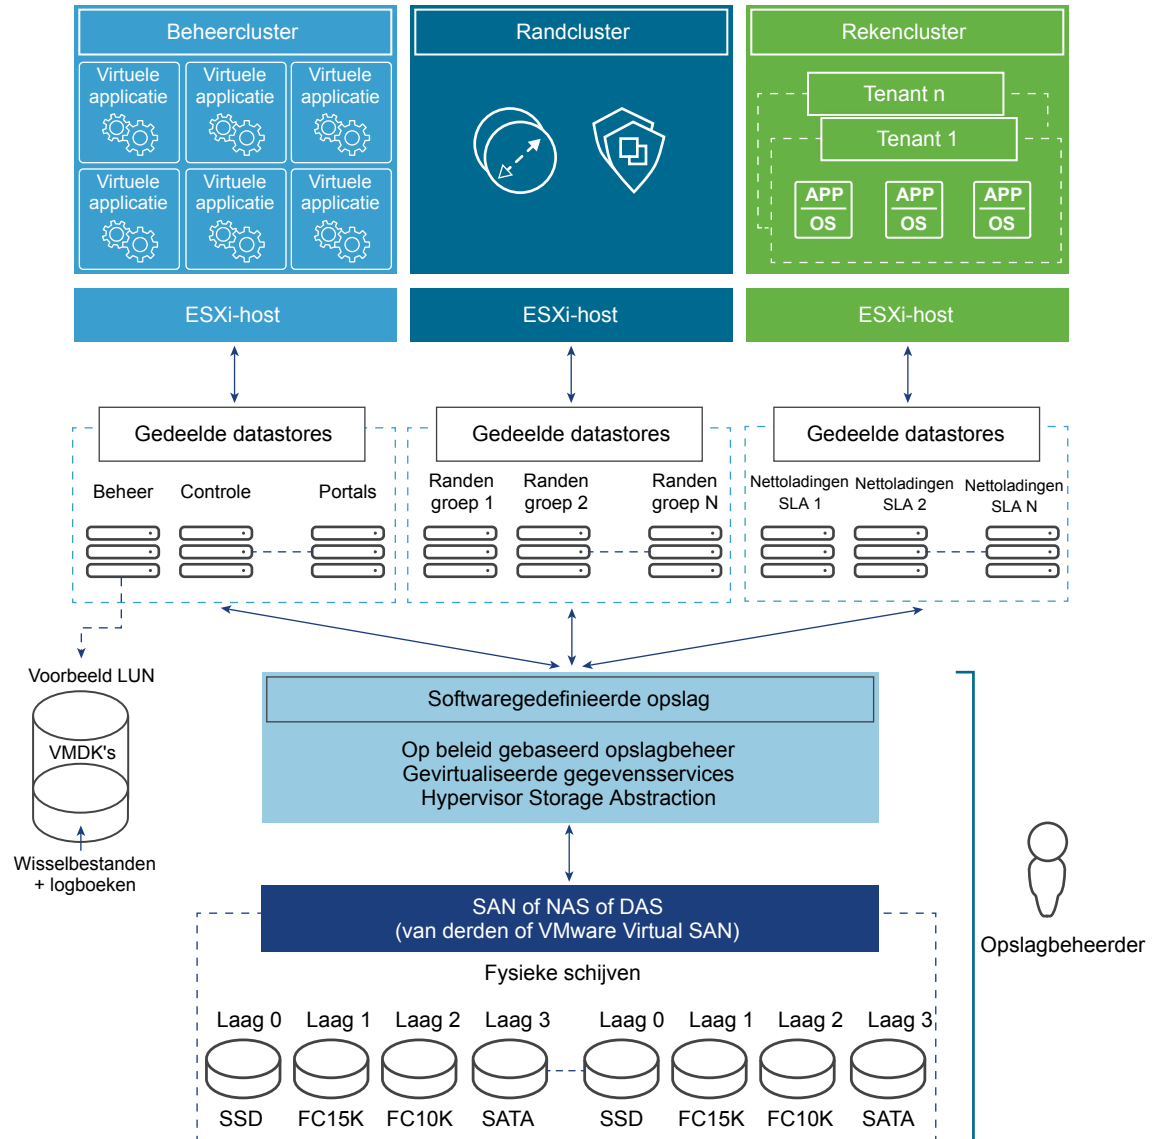 Beheercluster
Randcluster
Rekencluster
Virtuele
applicatie
Virtuele
applicatie
Virtuele
applicatie
Virtuele
applicatie
Virtuele
applicatie
Virtuele
applicatie
Tenant n
Tenant 1
APP
OS
APP
OS
APP
OS
ESXi-host
ESXi-host
ESXi-host
Gedeelde datastores
Gedeelde datastores
Gedeelde datastores
Beheer
Controle
Portals
Randen
groep 1
Randen
groep 2
Randen
groep N
Nettoladingen
SLA 1
Nettoladingen
SLA 2
Nettoladingen
SLA N
Voorbeeld LUN
VMDK's
Wisselbestanden
+ logboeken
Softwaregedefinieerde opslag
Op beleid gebaseerd opslagbeheer
Gevirtualiseerde gegevensservices
Hypervisor Storage Abstraction
SAN of NAS of DAS
(van derden of VMware Virtual SAN)
Opslagbeheerder
Fysieke schijven
Laag 0
Laag 1
Laag 2
Laag 3
Laag 0
Laag 1
Laag 2
Laag 3
SSD
FC15K
FC10K
SATA
SSD
FC15K
FC10K
SATA